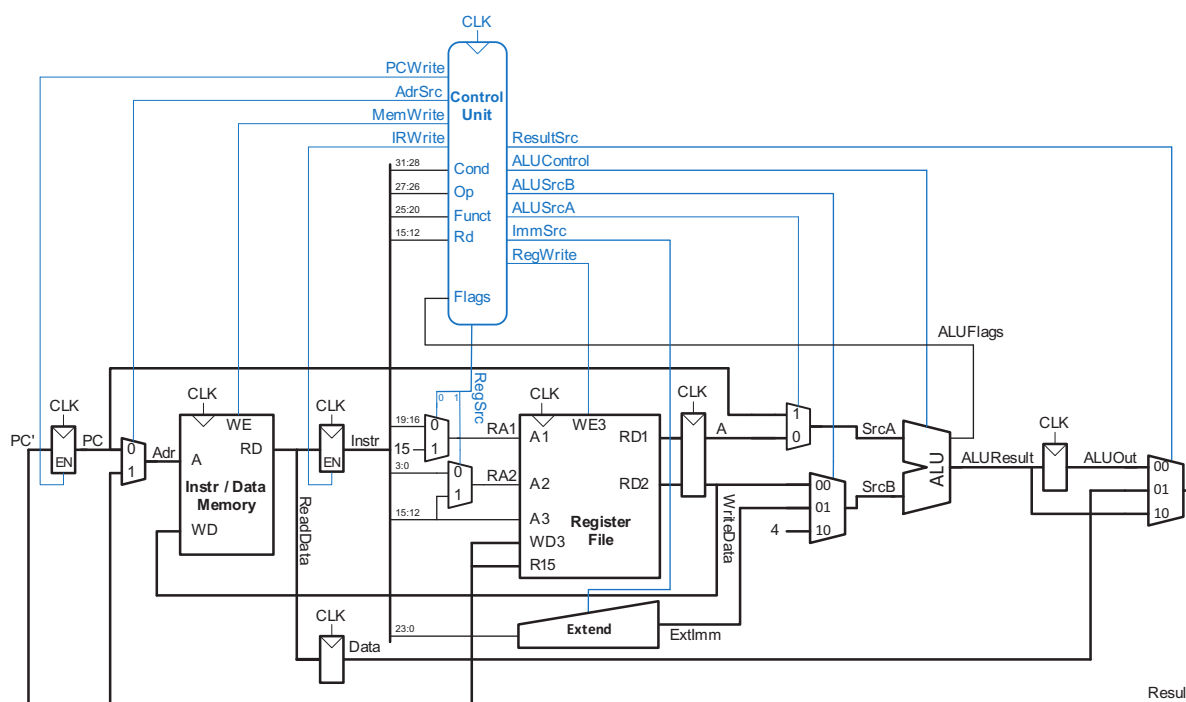 CLK
PCWrite
AdrSrc
MemWrite
IRWrite
Control
Unit
ResultSrc
ALUControl
ALUSrcB
ALUSrcA
ImmSrc
RegWrite
31:28
Cond
27:26
Op
25:20
Funct
15:12
Rd
Flags
ALUFlags
RegSrc
0 1
CLK
PC'
PC
EN
0
1
Adr
CLK
WE
RD
A
Instr / Data
Memory
WD
ReadData
CLK
EN
Instr
19:16
15
0
1
RA1
3:0
0
1
RA2
15:12
CLK
WE3
A1
RD1
A2
RD2
A3
Register
File
WD3
R15
CLK
A
WriteData
1
0
SrcA
00
01
4
10
SrcB
ALU
ALUResult
CLK
ALUOut
00
01
10
23:0
Extend
ExtImm
CLK
Data
Resul